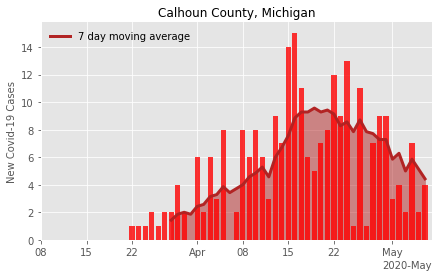 Calhoun County, Michigan
7 day moving average
New Covid-19 Cases
14
12
10
8
6
4
2
0
08
15
22
Apr
08
15
22
May
2020-May